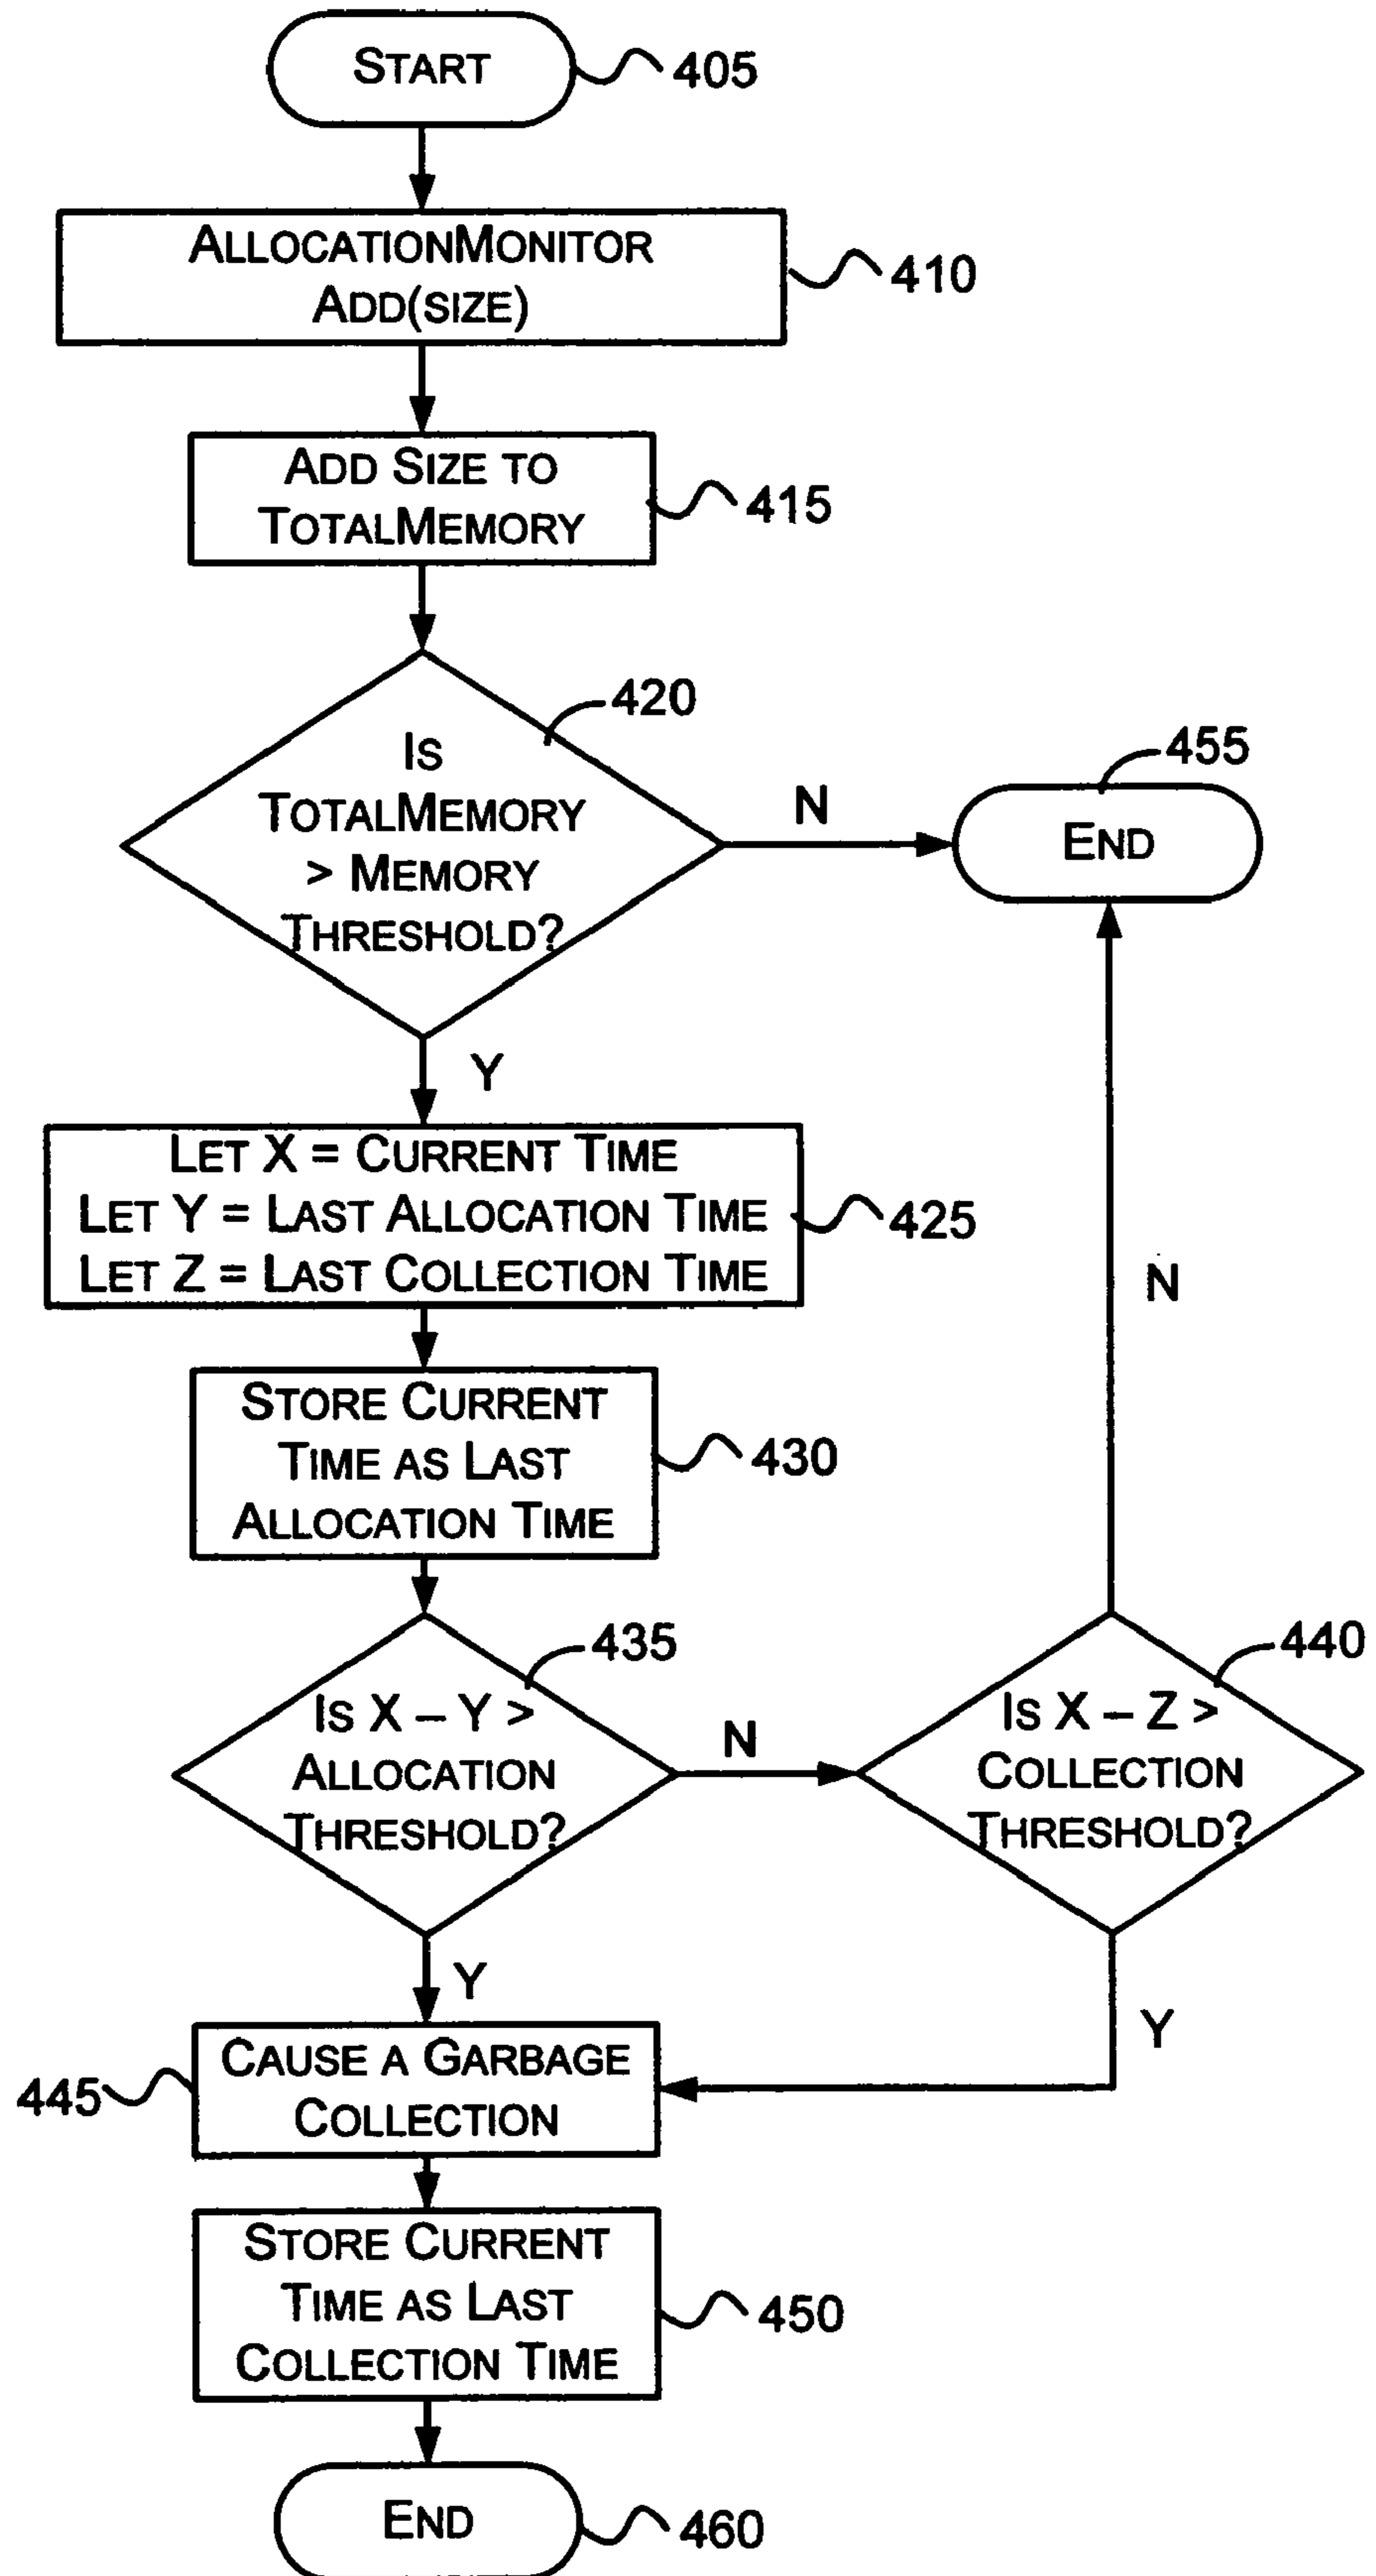 START
405
ALLOCATIONMONITOR
ADD(SIZE)
410
ADD SIZE TO
TOTALMEMORY
415
420
IS
TOTALMEMORY
> MEMORY
THRESHOLD?
N
455
END
Y
LET X = CURRENT TIME
LET Y = LAST ALLOCATION TIME
LET Z = LAST COLLECTION TIME
425
N
STORE CURRENT
TIME AS LAST
ALLOCATION TIME
430
435
IS X – Y >
ALLOCATION
THRESHOLD?
N
440
IS X – Z >
COLLECTION
THRESHOLD?
Y
Y
CAUSE A GARBAGE
COLLECTION
445
STORE CURRENT
TIME AS LAST
COLLECTION TIME
450
END
460